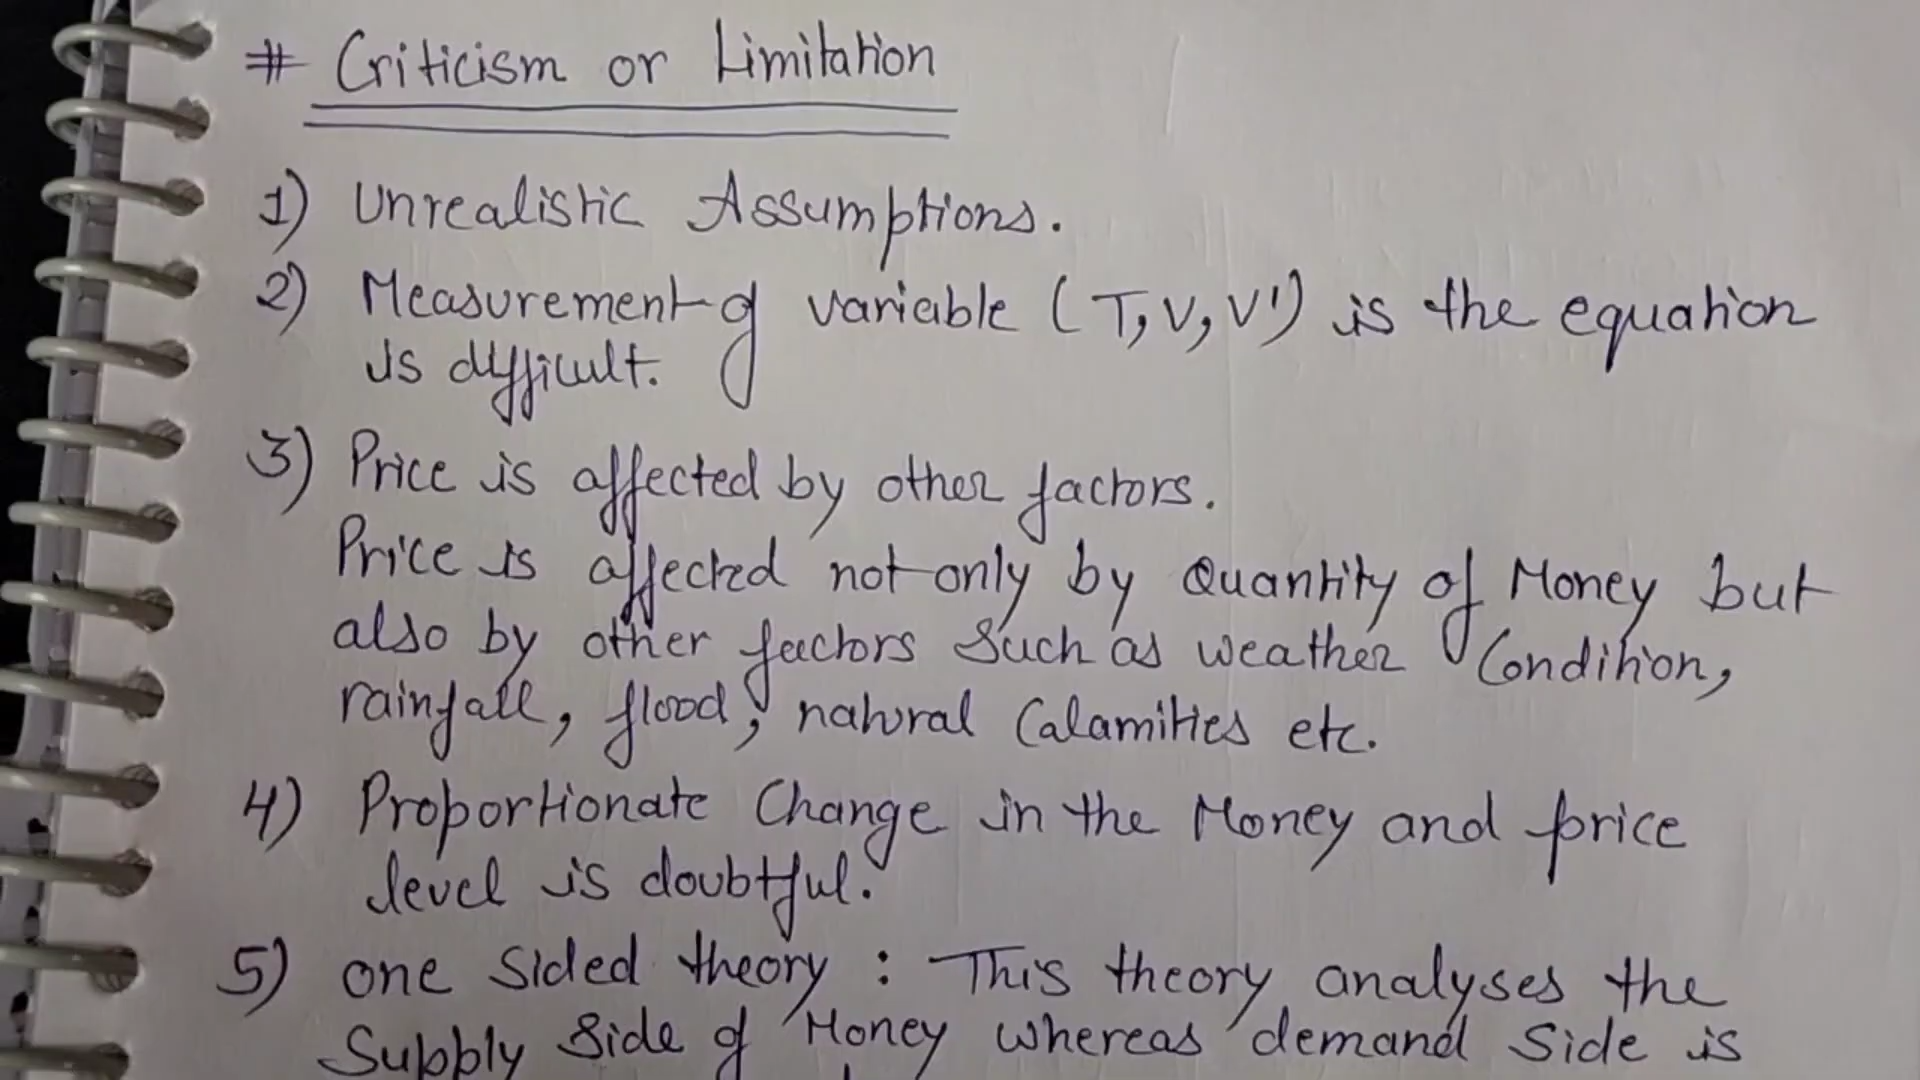 # Criticism or Limitation
1) Unrealistic Assumptions.
2) Measurement of variable (T, V, V') is the equation
is difficult.
3) Price is affected by other factors.
Price is affected not only by Quantity of Money but
also by other factors such as weather Condition,
rainfall, flood, natural Calamities etc.
4) Proportionate Change in the Money and price
level is doubtful.
5) one Sided theory : This theory analyses the
Supply Side of Money whereas demand Side is